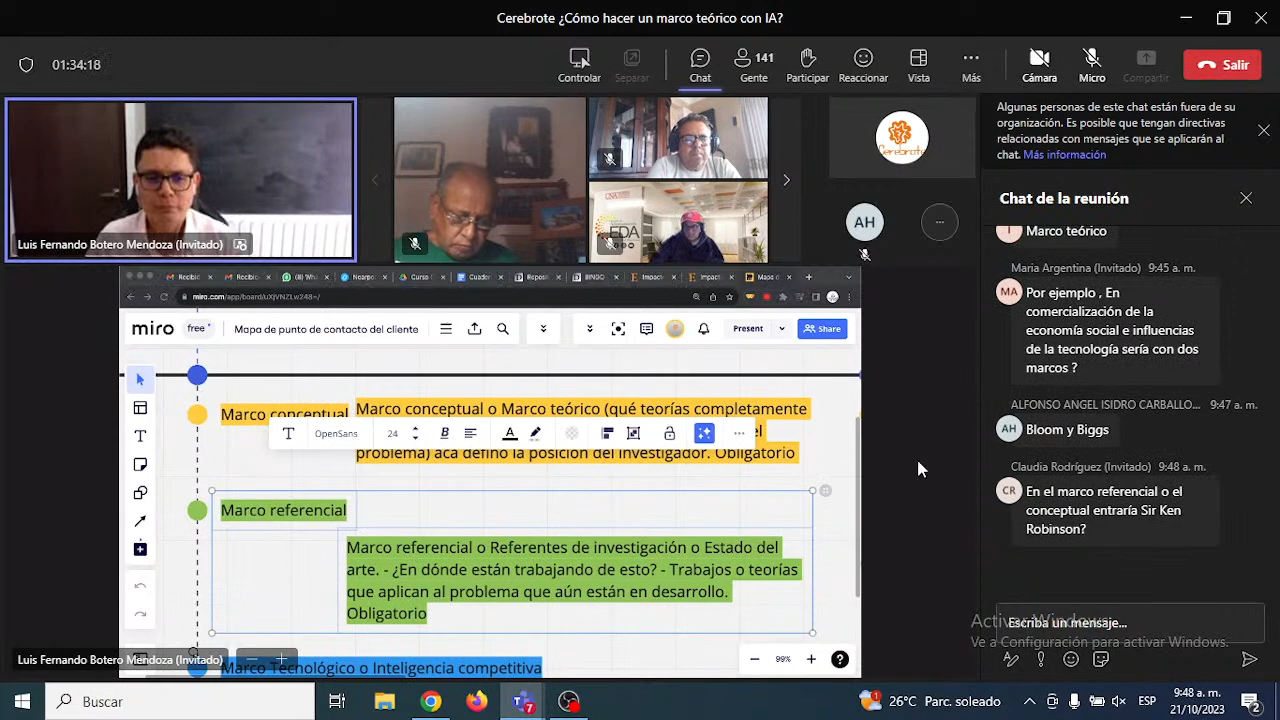 Cerebrote ¿Cómo hacer un marco teórico con IA?
01:34:18
Controlar
Separar
Chat
Gente
141
Participar
Reaccionar
Vista
Más
Cámara
Micro
Compartir
Salir
Luis Fernando Botero Mendoza (Invitado)
EDA
Cerebrote
AH
Algunas personas de este chat están fuera de su
organización. Es posible que tengan directivas
relacionadas con mensajes que se aplicarán al
chat. Más información
Chat de la reunión
Marco teórico
Maria Argentina (Invitado) 9:45 a. m.
MA
Por ejemplo , En
comercialización de la
economía social e influencias
de la tecnología sería con dos
marcos ?
ALFONSO ANGEL ISIDRO CARBALLO... 9:47 a. m.
AH
Bloom y Biggs
Claudia Rodríguez (Invitado) 9:48 a. m.
CR
En el marco referencial o el
conceptual entraría Sir Ken
Robinson?
Escriba un mensaje...
Activar Windows
Ve a Configuración para activar Windows.
miro.com/app/board/uXjVNZLw248=/
miro
free
Mapa de punto de contacto del cliente
Present
Share
Marco conceptual
Marco conceptual o Marco teórico (qué teorías completamente
el
problema) acá defino la posición del investigador. Obligatorio
OpenSans
24
B
A
Marco referencial
Marco referencial o Referentes de investigación o Estado del
arte. - ¿En dónde están trabajando de esto? - Trabajos o teorías
que aplican al problema que aún están en desarrollo.
Obligatorio
Marco Tecnológico o Inteligencia competitiva
Luis Fernando Botero Mendoza (Invitado)
99%
Buscar
7
1
26°C Parc. soleado
ESP
9:48 a. m.
21/10/2023
2